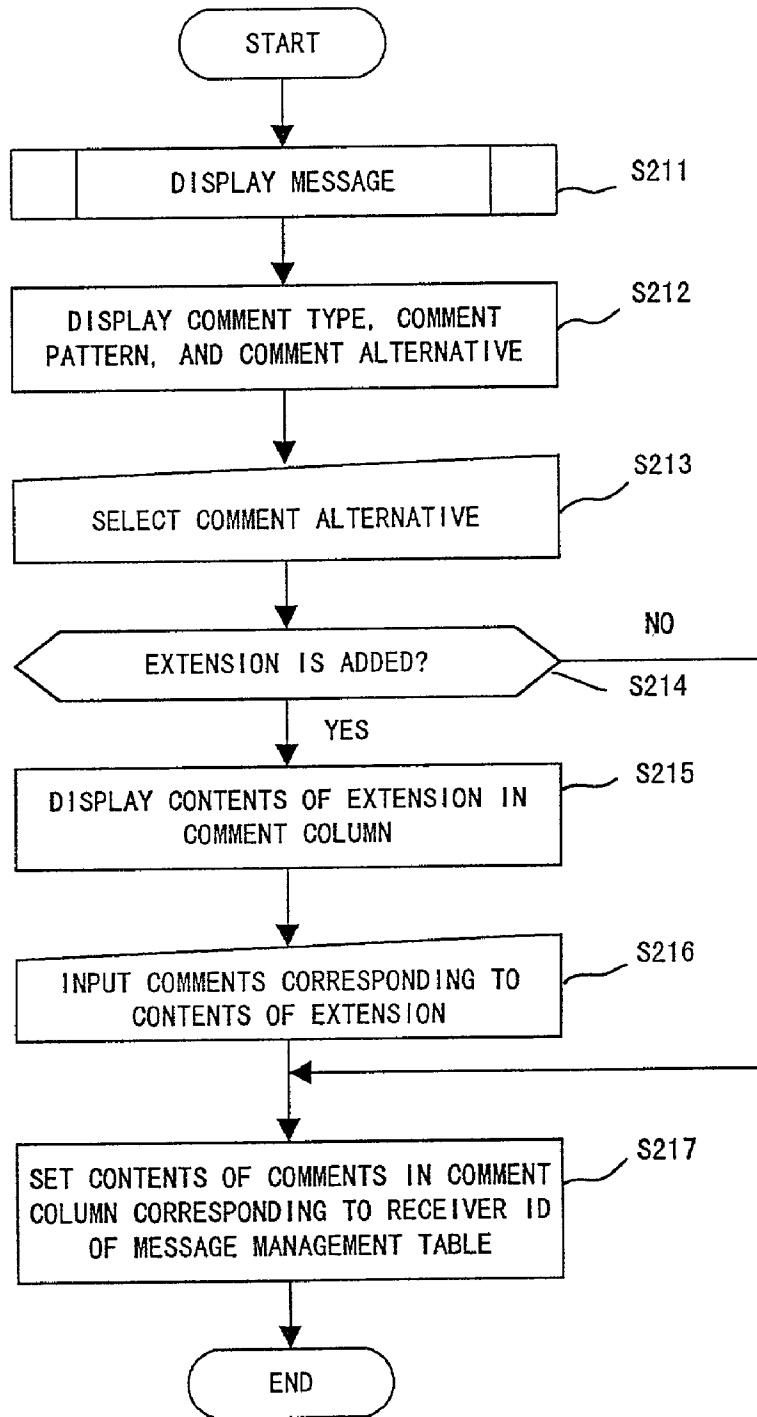 START
DISPLAY MESSAGE
S211
S212
DISPLAY COMMENT TYPE, COMMENT
PATTERN, AND COMMENT ALTERNATIVE
S213
SELECT COMMENT ALTERNATIVE
NO
EXTENSION IS ADDED?
S214
YES
S215
DISPLAY CONTENTS OF EXTENSION IN
COMMENT COLUMN
S216
INPUT COMMENTS CORRESPONDING TO
CONTENTS OF EXTENSION
S217
SET CONTENTS OF COMMENTS IN COMMENT
COLUMN CORRESPONDING TO RECEIVER ID
OF MESSAGE MANAGEMENT TABLE
END